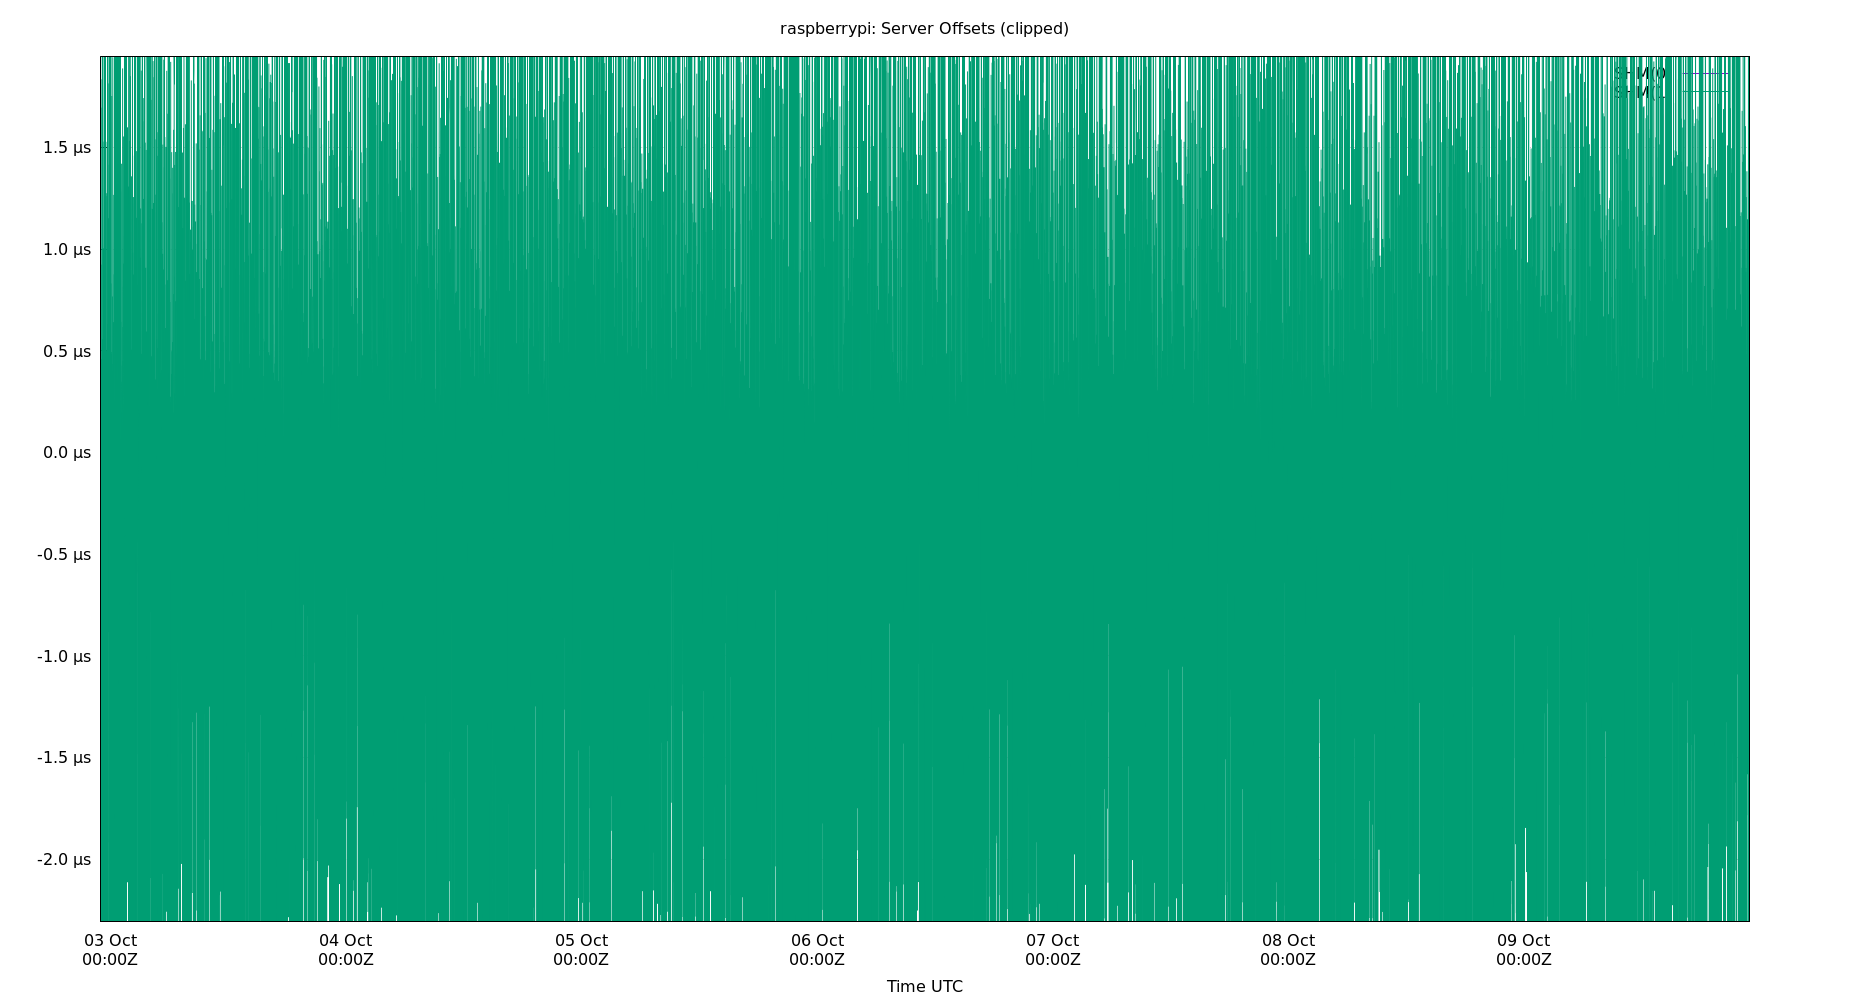 raspberrypi: Server Offsets (clipped)
1.5 µs
1.0 µs
0.5 µs
0.0 µs
-0.5 µs
-1.0 µs
-1.5 µs
-2.0 µs
03 Oct 04 Oct 05 Oct 06 Oct 07 Oct 08 Oct 09 Oct
00:00Z 00:00Z 00:00Z 00:00Z 00:00Z 00:00Z 00:00Z
Time UTC